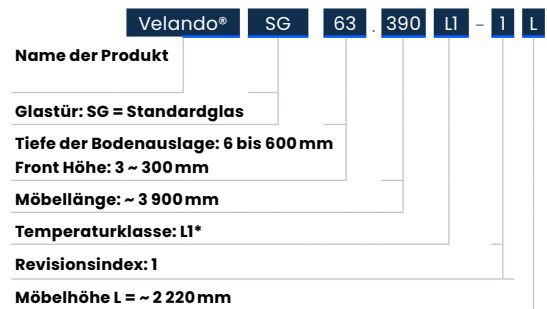 Velando® SG 63 . 390 L1 – 1 L
Name der Produkt
Glastür: SG = Standardglas
Tiefe der Bodenauslage: 6 bis 600 mm
Front Höhe: 3 ~ 300 mm
Möbellänge: ~ 3 900 mm
Temperaturklasse: L1*
Revisionsindex: 1
Möbelhöhe L = ~ 2 220 mm